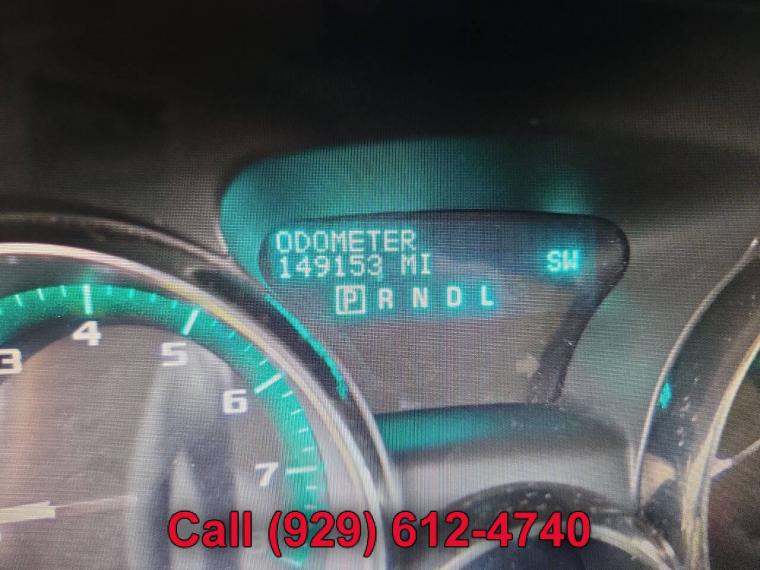 ODOMETER
149153 MI
SW
P R N D L
3
4
5
6
7
Call (929) 612-4740